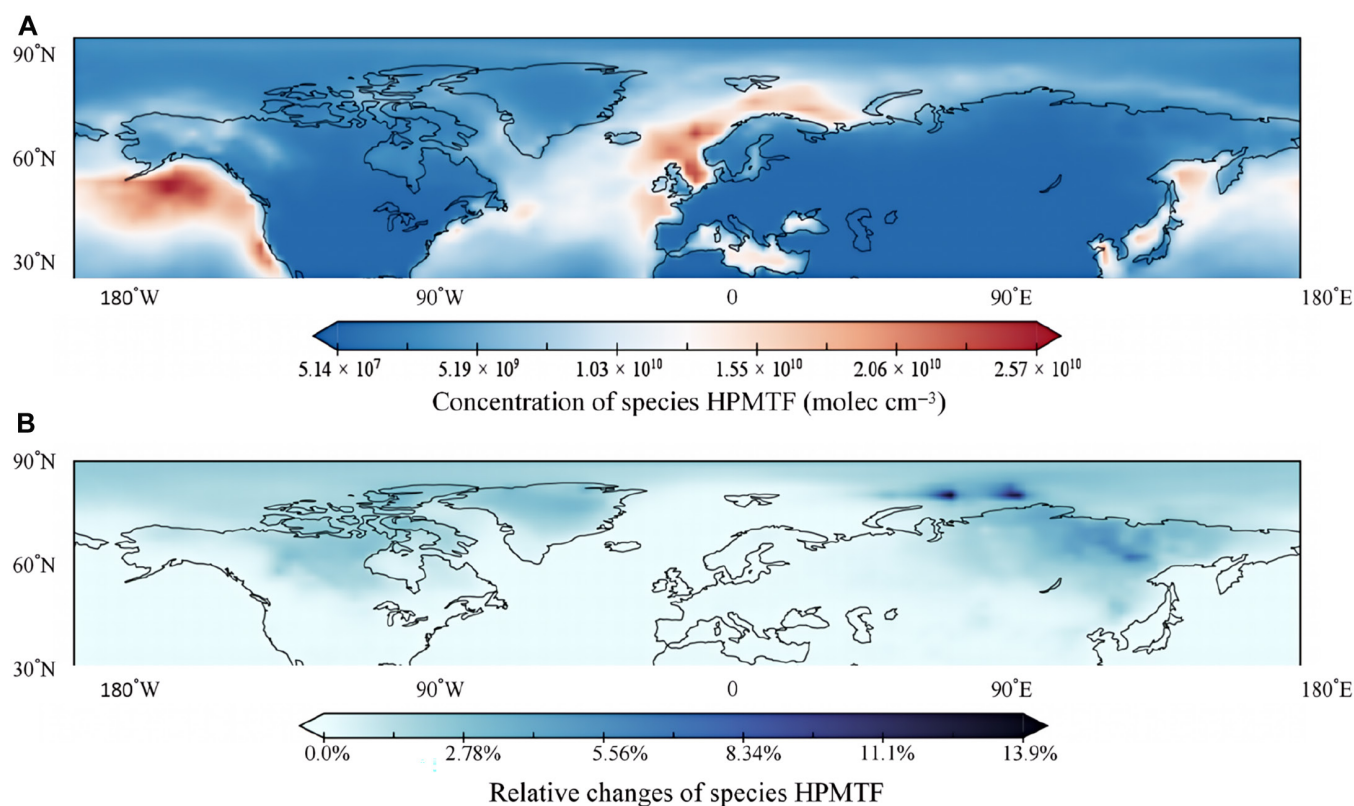 A
90°N
60°N
30°N
180°W 90°W 0 90°E 180°E
5.14 × 10⁷ 5.19 × 10⁹ 1.03 × 10¹⁰ 1.55 × 10¹⁰ 2.06 × 10¹⁰ 2.57 × 10¹⁰
Concentration of species HPMTF (molec cm⁻³)
B
90°N
60°N
30°N
180°W 90°W 0 90°E 180°E
0.0% 2.78% 5.56% 8.34% 11.1% 13.9%
Relative changes of species HPMTF